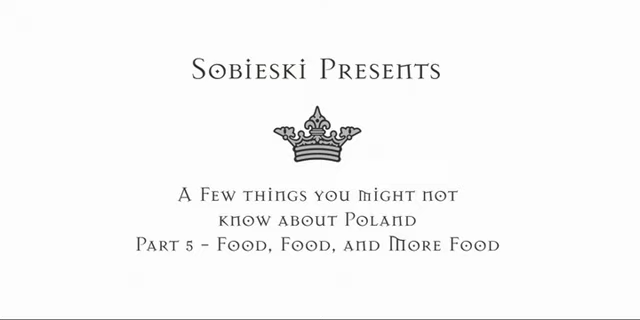 Sobieski Presents
A Few things you might not
know about Poland
Part 5 - Food, Food, and More Food